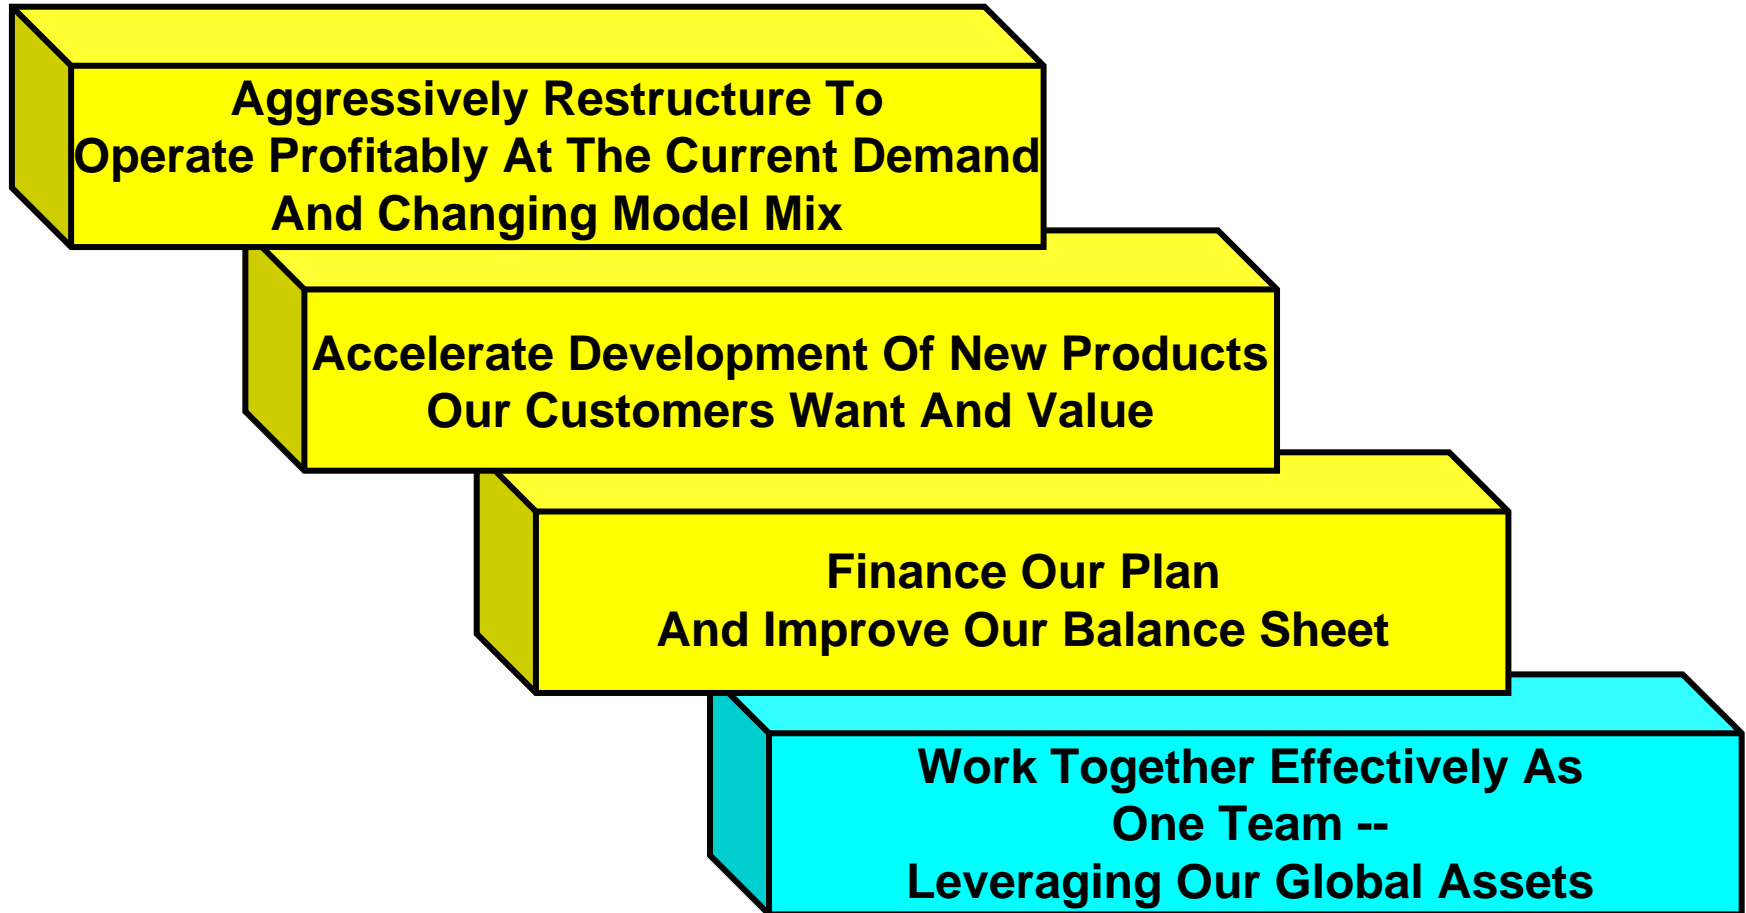 Aggressively Restructure To
Operate Profitably At The Current Demand
And Changing Model Mix
Accelerate Development Of New Products
Our Customers Want And Value
Finance Our Plan
And Improve Our Balance Sheet
Work Together Effectively As
One Team --
Leveraging Our Global Assets